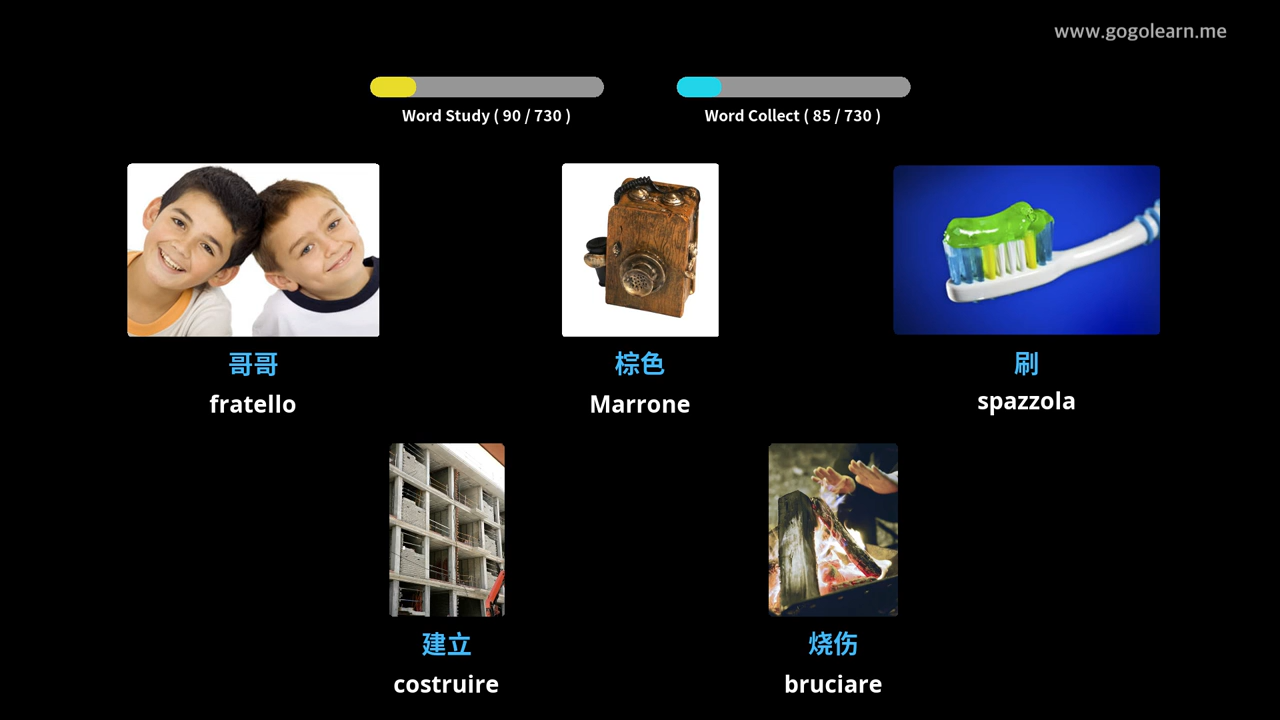 www.gogolearn.me
Word Study ( 90 / 730 )
Word Collect ( 85 / 730 )
哥哥
fratello
棕色
Marrone
刷
spazzola
建立
costruire
烧伤
bruciare